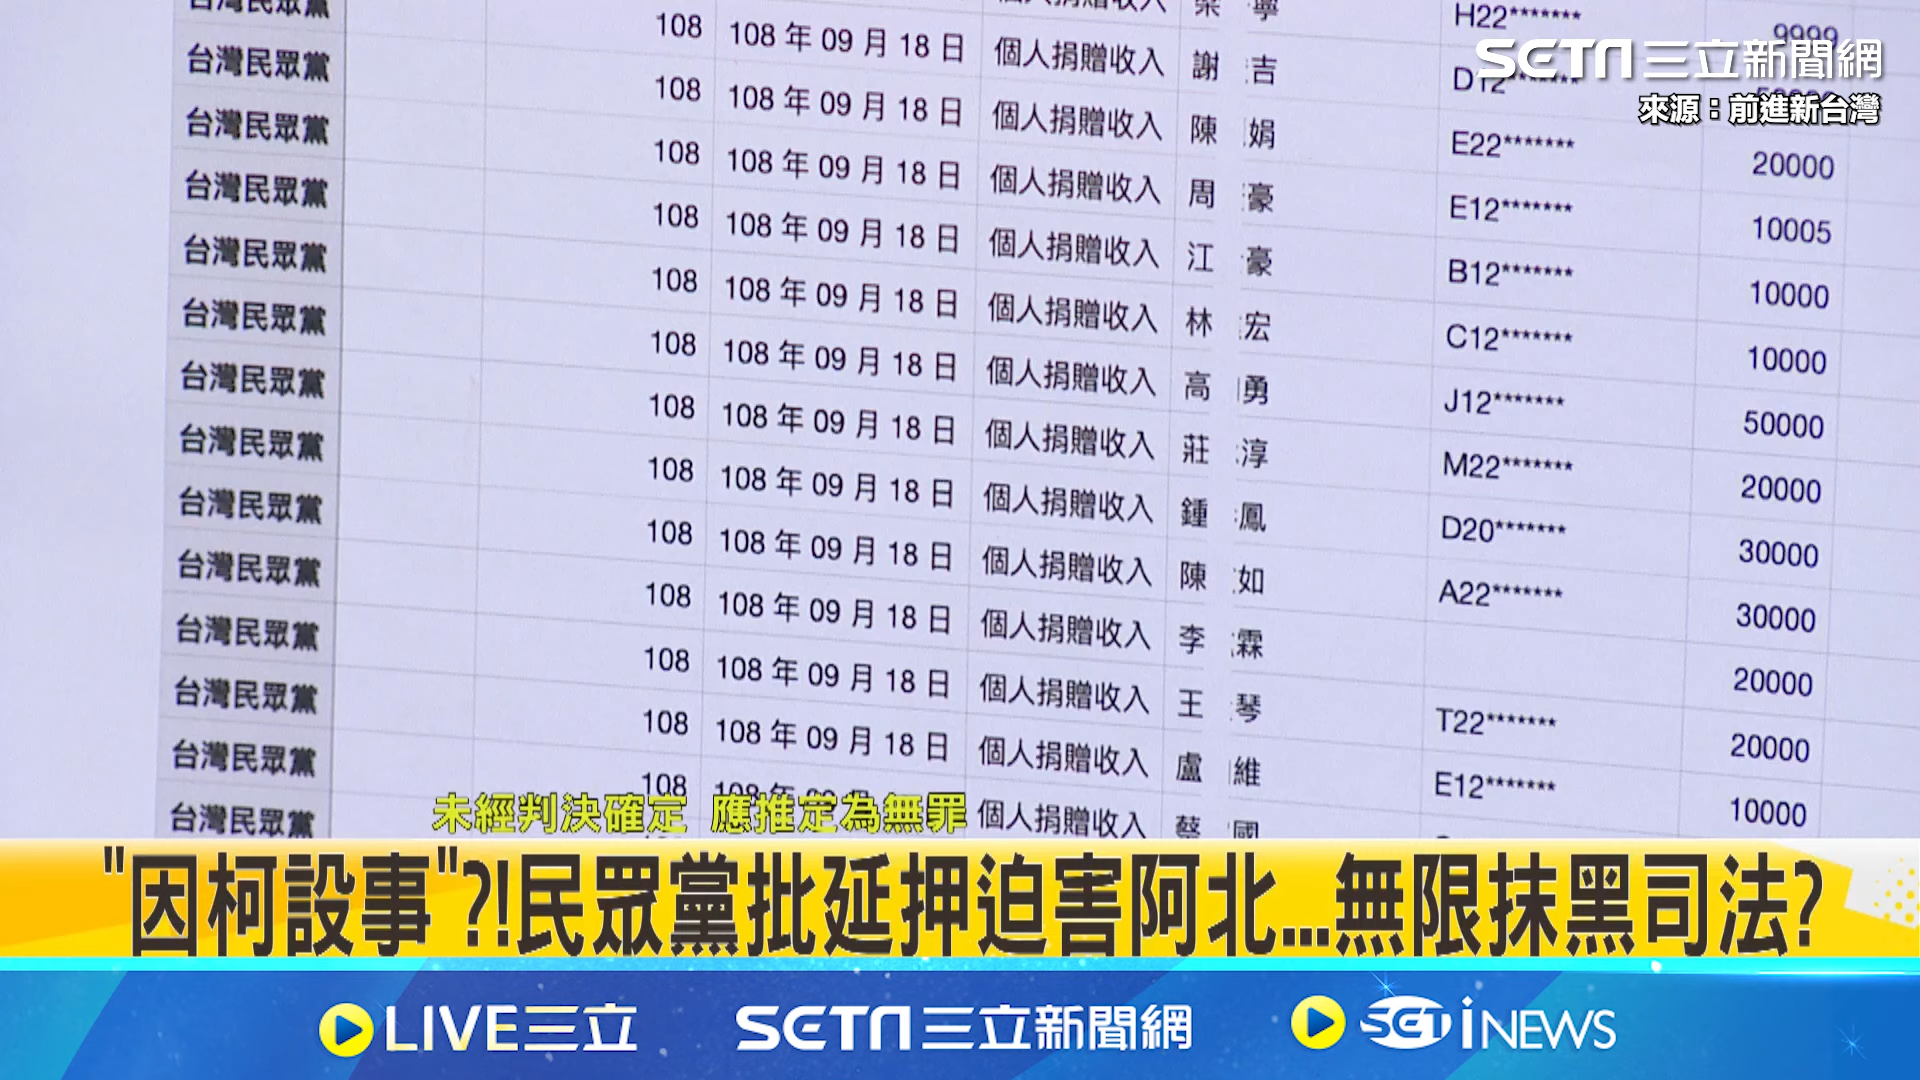 H22******* 9999
台灣民眾黨 108 108 年 09 月 18 日 個人捐贈收入 謝 吉 D12*******
台灣民眾黨 108 108 年 09 月 18 日 個人捐贈收入 陳 娟 E22******* 20000
台灣民眾黨 108 108 年 09 月 18 日 個人捐贈收入 周 豪 E12******* 10005
台灣民眾黨 108 108 年 09 月 18 日 個人捐贈收入 江 豪 B12******* 10000
台灣民眾黨 108 108 年 09 月 18 日 個人捐贈收入 林 宏 C12******* 10000
台灣民眾黨 108 108 年 09 月 18 日 個人捐贈收入 高 勇 J12******* 50000
台灣民眾黨 108 108 年 09 月 18 日 個人捐贈收入 莊 淳 M22******* 20000
台灣民眾黨 108 108 年 09 月 18 日 個人捐贈收入 鍾 鳳 D20******* 30000
台灣民眾黨 108 108 年 09 月 18 日 個人捐贈收入 陳 如 A22******* 30000
台灣民眾黨 108 108 年 09 月 18 日 個人捐贈收入 李 霖 20000
台灣民眾黨 108 108 年 09 月 18 日 個人捐贈收入 王 琴 T22******* 20000
台灣民眾黨 108 108 年 09 月 18 日 個人捐贈收入 盧 維 E12******* 10000
台灣民眾黨 108 個人捐贈收入 蔡 國
台灣民眾黨
SETN三立新聞網
來源：前進新台灣
未經判決確定 應推定為無罪
"因柯設事"?!民眾黨批延押迫害阿北...無限抹黑司法?
LIVE三立 SETN三立新聞網 SETiNEWS